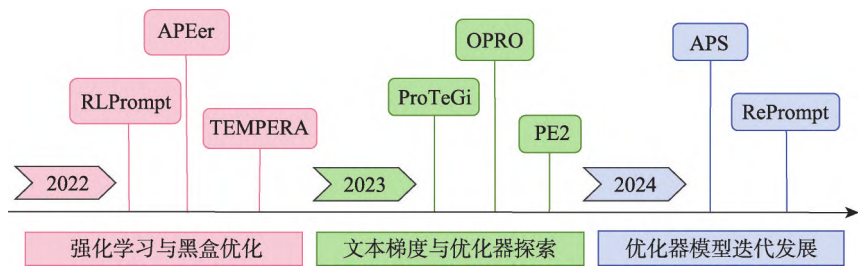 APEer
OPRO
APS
RLPrompt
ProTeGi
RePrompt
TEMPERA
PE2
2022
2023
2024
强化学习与黑盒优化
文本梯度与优化器探索
优化器模型迭代发展